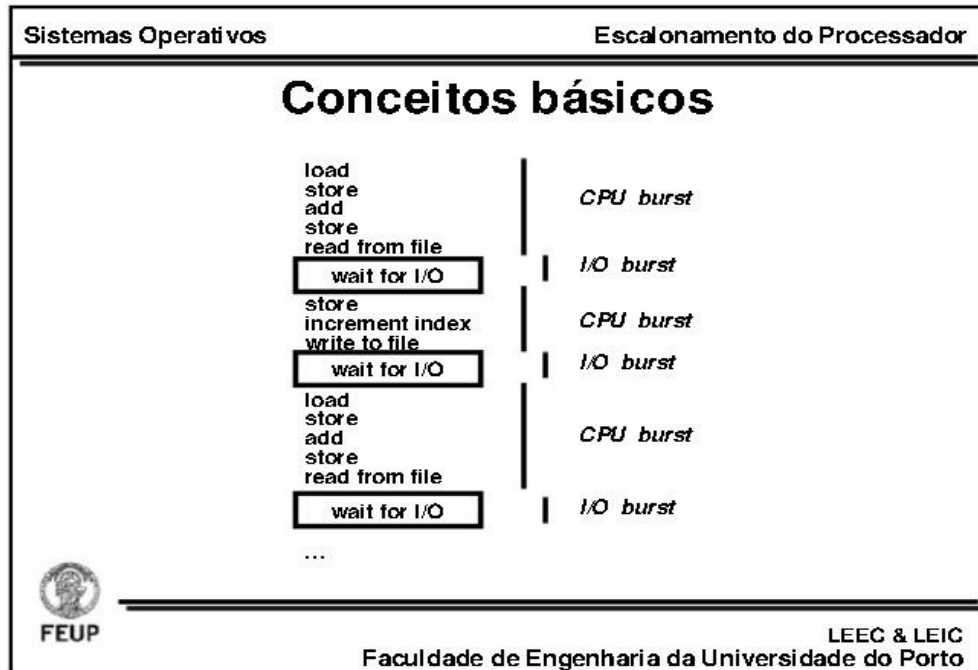 Sistemas Operativos Escalonamento do Processador
Conceitos básicos
load
store
add
store
read from file
CPU burst
wait for I/O
I/O burst
store
increment index
write to file
CPU burst
wait for I/O
I/O burst
load
store
add
store
read from file
CPU burst
wait for I/O
I/O burst
...
FEUP
LEEC & LEIC
Faculdade de Engenharia da Universidade do Porto